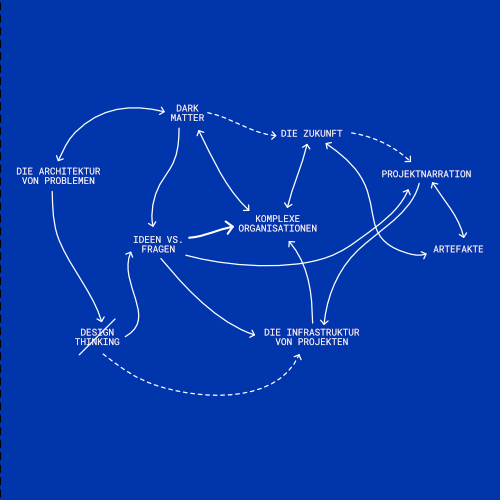 DARK
MATTER
DIE ZUKUNFT
DIE ARCHITEKTUR
VON PROBLEMEN
PROJEKTNARRATION
KOMPLEXE
ORGANISATIONEN
IDEEN VS.
FRAGEN
ARTEFAKTE
DESIGN
THINKING
DIE INFRASTRUKTUR
VON PROJEKTEN